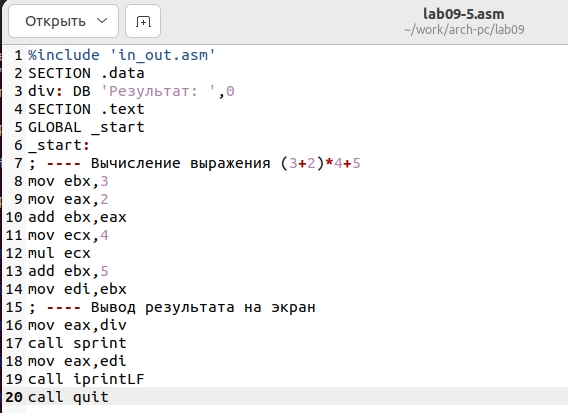 Открыть
lab09-5.asm
~/work/arch-pc/lab09
1 %include 'in_out.asm'
2 SECTION .data
3 div: DB 'Результат: ',0
4 SECTION .text
5 GLOBAL _start
6 _start:
7 ; ---- Вычисление выражения (3+2)*4+5
8 mov ebx,3
9 mov eax,2
10 add ebx,eax
11 mov ecx,4
12 mul ecx
13 add ebx,5
14 mov edi,ebx
15 ; ---- Вывод результата на экран
16 mov eax,div
17 call sprint
18 mov eax,edi
19 call iprintLF
20 call quit